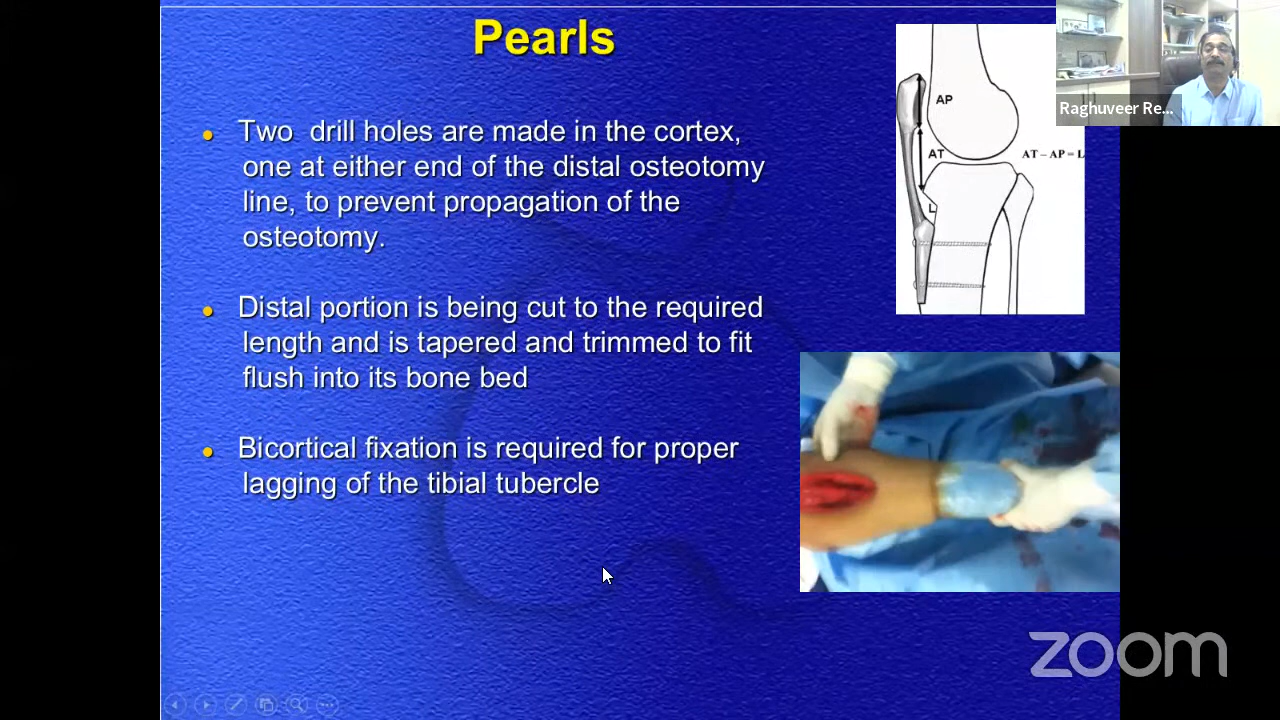 Pearls
Two drill holes are made in the cortex,
one at either end of the distal osteotomy
line, to prevent propagation of the
osteotomy.
Distal portion is being cut to the required
length and is tapered and trimmed to fit
flush into its bone bed
Bicortical fixation is required for proper
lagging of the tibial tubercle
AP
AT
AT – AP = L
L
Raghuveer Re...
zoom